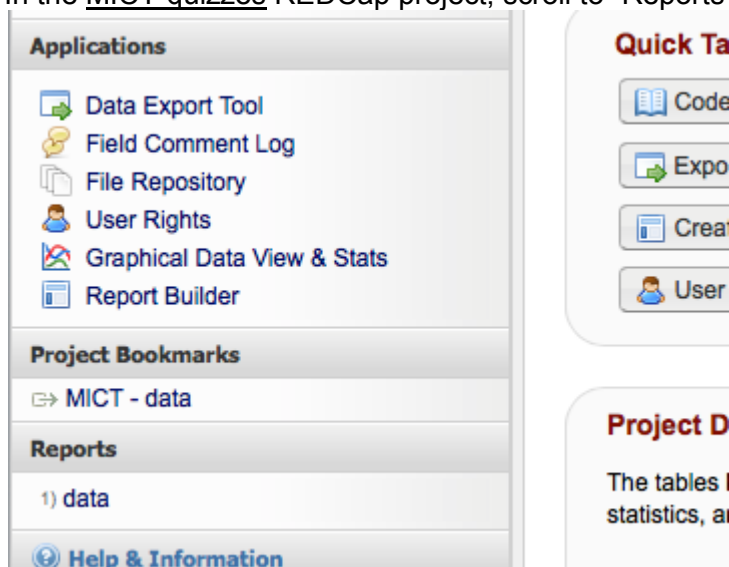 in the MICT quizzes REDCap project, scroll to "Reports
Applications
Data Export Tool
Field Comment Log
File Repository
User Rights
Graphical Data View & Stats
Report Builder
Project Bookmarks
MICT - data
Reports
1) data
Help & Information
Quick Ta
Code
Expo
Creat
User
Project D
The tables
statistics, a